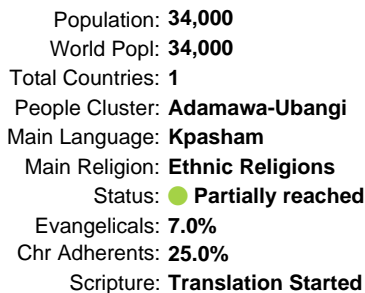 Population: 34,000
World Popl: 34,000
Total Countries: 1
People Cluster: Adamawa-Ubangi
Main Language: Kpasham
Main Religion: Ethnic Religions
Status: Partially reached
Evangelicals: 7.0%
Chr Adherents: 25.0%
Scripture: Translation Started